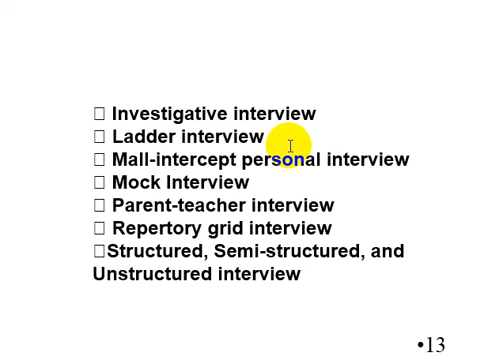 □ Investigative interview
□ Ladder interview
□ Mall-intercept personal interview
□ Mock Interview
□ Parent-teacher interview
□ Repertory grid interview
□Structured, Semi-structured, and
Unstructured interview
•13